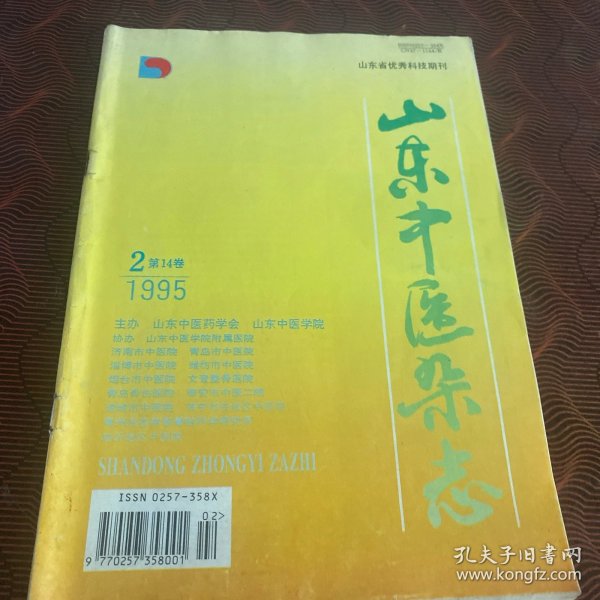 山东省优秀科技期刊
山东中医杂志
2 第14卷
1995
主办 山东中医药学会 山东中医学院
协办 山东中医学院附属医院
济南市中医院 青岛市中医院
淄博市中医院 潍坊市中医院
烟台市中医院 文登整骨医院
SHANDONG ZHONGYI ZAZHI
ISSN 0257-358X
02>
9 770257 358001
孔夫子旧书网
www.kongfz.com